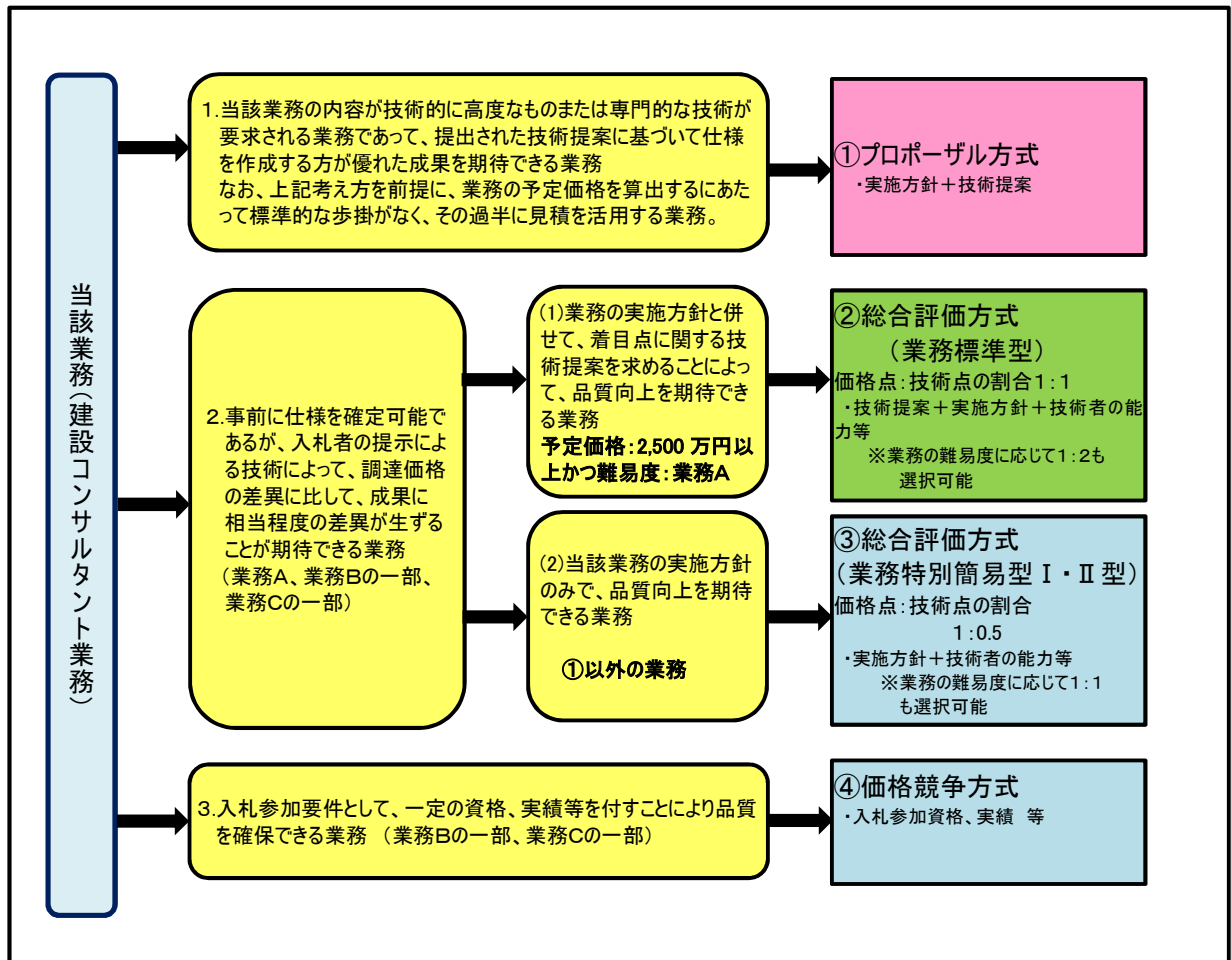 当該業務(建設コンサルタント業務)
1.当該業務の内容が技術的に高度なものまたは専門的な技術が
要求される業務であって、提出された技術提案に基づいて仕様
を作成する方が優れた成果を期待できる業務
なお、上記考え方を前提に、業務の予定価格を算出するにあた
って標準的な歩掛がなく、その過半に見積を活用する業務。
①プロポーザル方式
・実施方針+技術提案
2.事前に仕様を確定可能で
あるが、入札者の提示によ
る技術によって、調達価格
の差異に比して、成果に
相当程度の差異が生ずる
ことが期待できる業務
(業務A、業務Bの一部、
業務Cの一部)
(1)業務の実施方針と併
せて、着目点に関する技
術提案を求めることによっ
て、品質向上を期待でき
る業務
予定価格:2,500 万円以
上かつ難易度:業務A
②総合評価方式
(業務標準型)
価格点:技術点の割合1:1
・技術提案+実施方針+技術者の能
力等
※業務の難易度に応じて1:2も
選択可能
(2)当該業務の実施方針
のみで、品質向上を期待
できる業務
①以外の業務
③総合評価方式
(業務特別簡易型Ⅰ・Ⅱ型)
価格点:技術点の割合
1:0.5
・実施方針+技術者の能力等
※業務の難易度に応じて1:1
も選択可能
3.入札参加要件として、一定の資格、実績等を付すことにより品質
を確保できる業務 (業務Bの一部、業務Cの一部)
④価格競争方式
・入札参加資格、実績 等